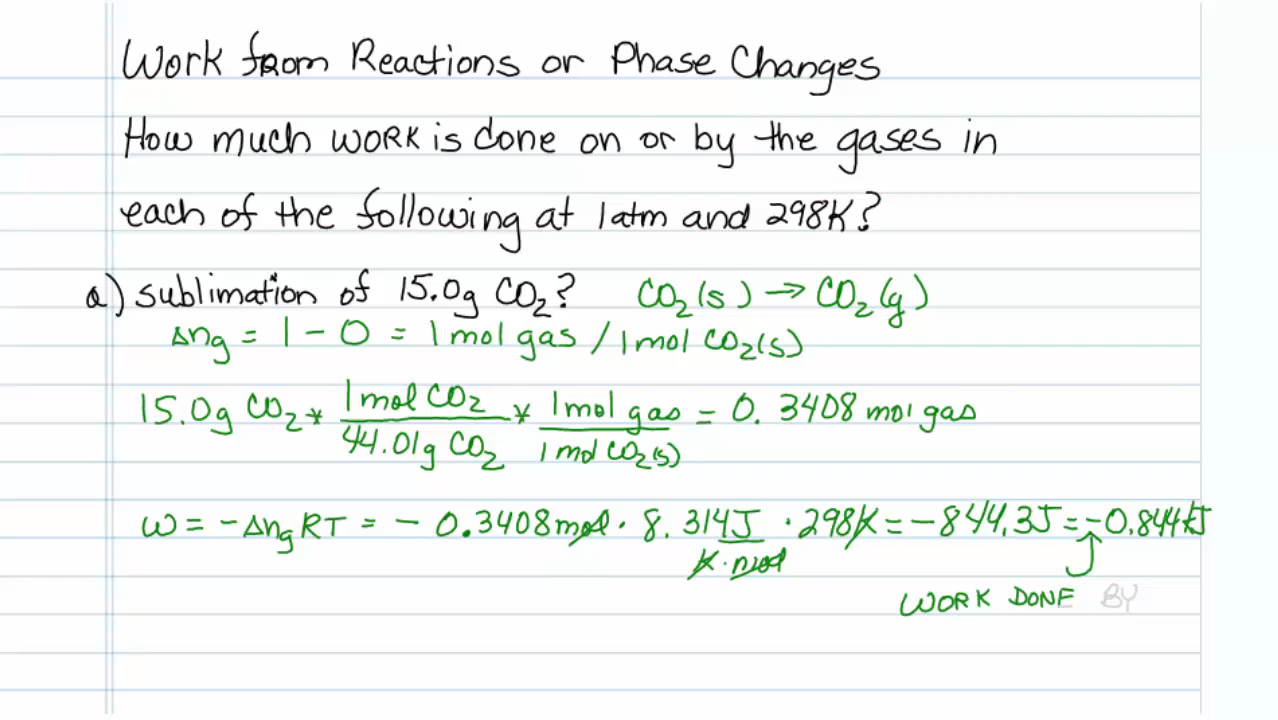 Work from Reactions or Phase Changes
How much work is done on or by the gases in
each of the following at 1atm and 298K?
a) sublimation of 15.0g CO₂? CO₂(s) → CO₂(g)
Δng = 1 - 0 = 1 mol gas / 1 mol CO₂(s)
15.0g CO₂ * 1 mol CO₂ / 44.01g CO₂ * 1 mol gas / 1 mol CO₂(s) = 0.3408 mol gas
w = -ΔngRT = - 0.3408 mol · 8.314J / K·mol · 298K = -844.3J = -0.844kJ
WORK DONE BY